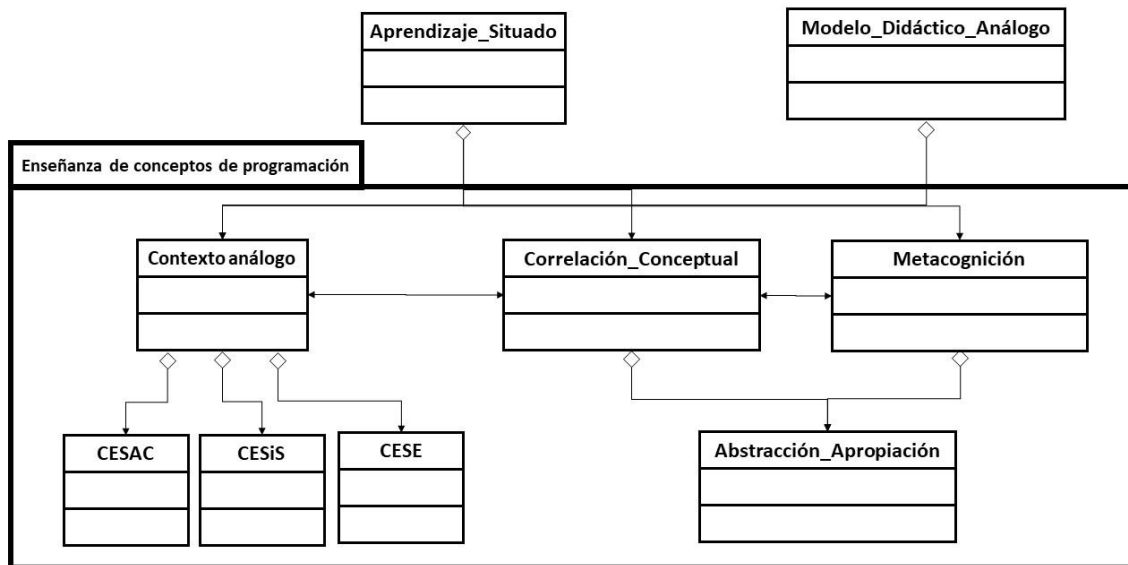 Aprendizaje_Situado
Modelo_Didáctico_Análogo
Enseñanza de conceptos de programación
Contexto análogo
Correlación_Conceptual
Metacognición
CESAC
CESiS
CESE
Abstracción_Apropiación